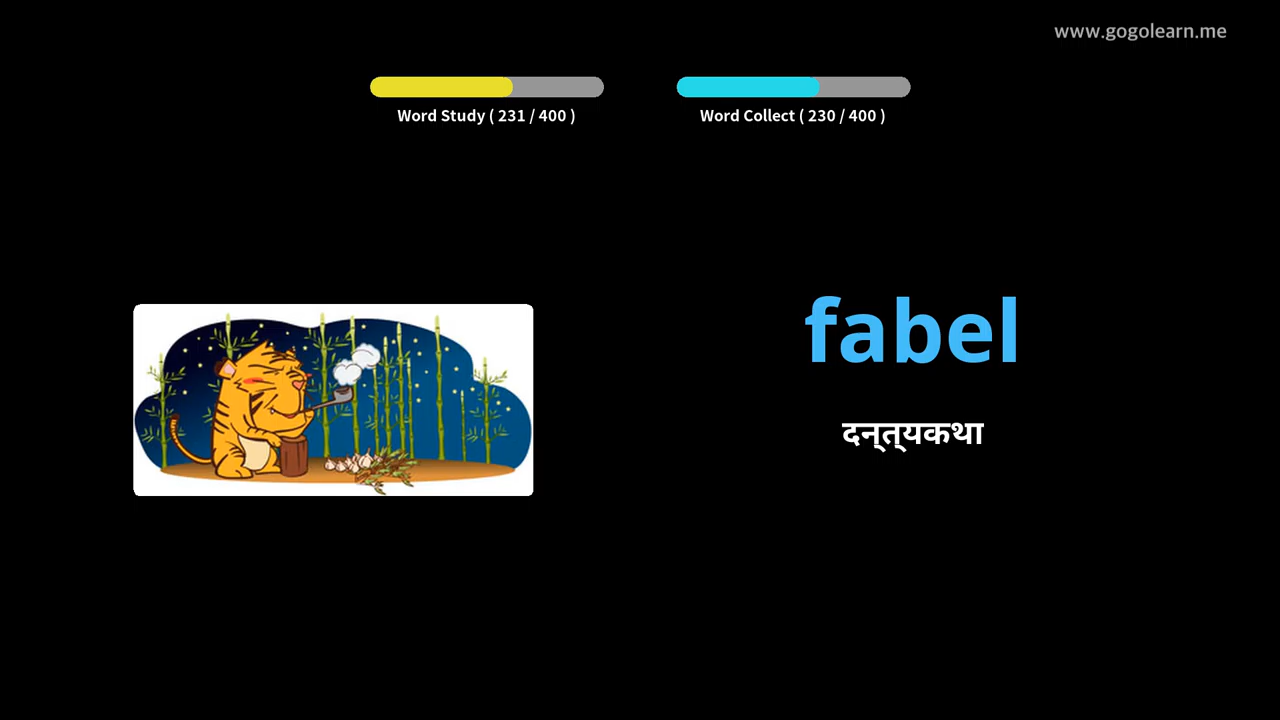 www.gogolearn.me
Word Study ( 231 / 400 )
Word Collect ( 230 / 400 )
fabel
दन्त्यकथा